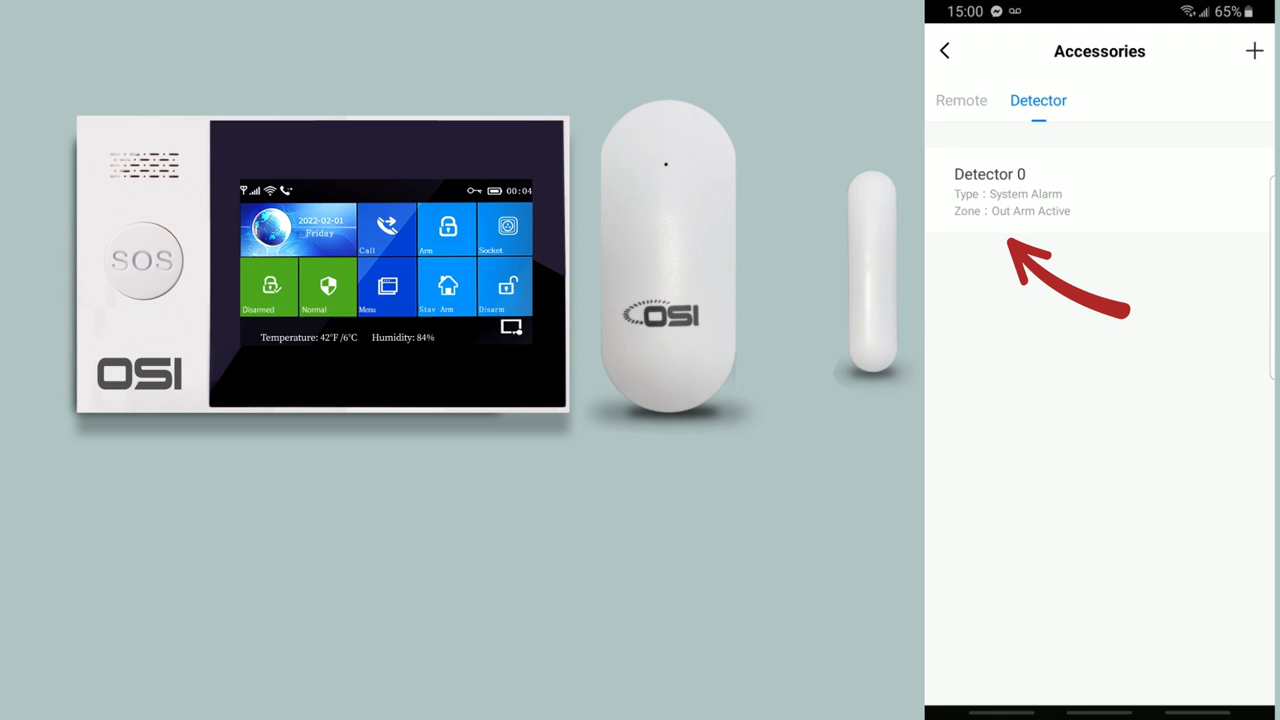 SOS
OSI
00:04
2022-02-01
Friday
Call
Arm
Socket
Disarmed
Normal
Menu
Stay Arm
Disarm
Temperature: 42°F /6°C Humidity: 84%
OSI
15:00 65%
Accessories
Remote Detector
Detector 0
Type : System Alarm
Zone : Out Arm Active